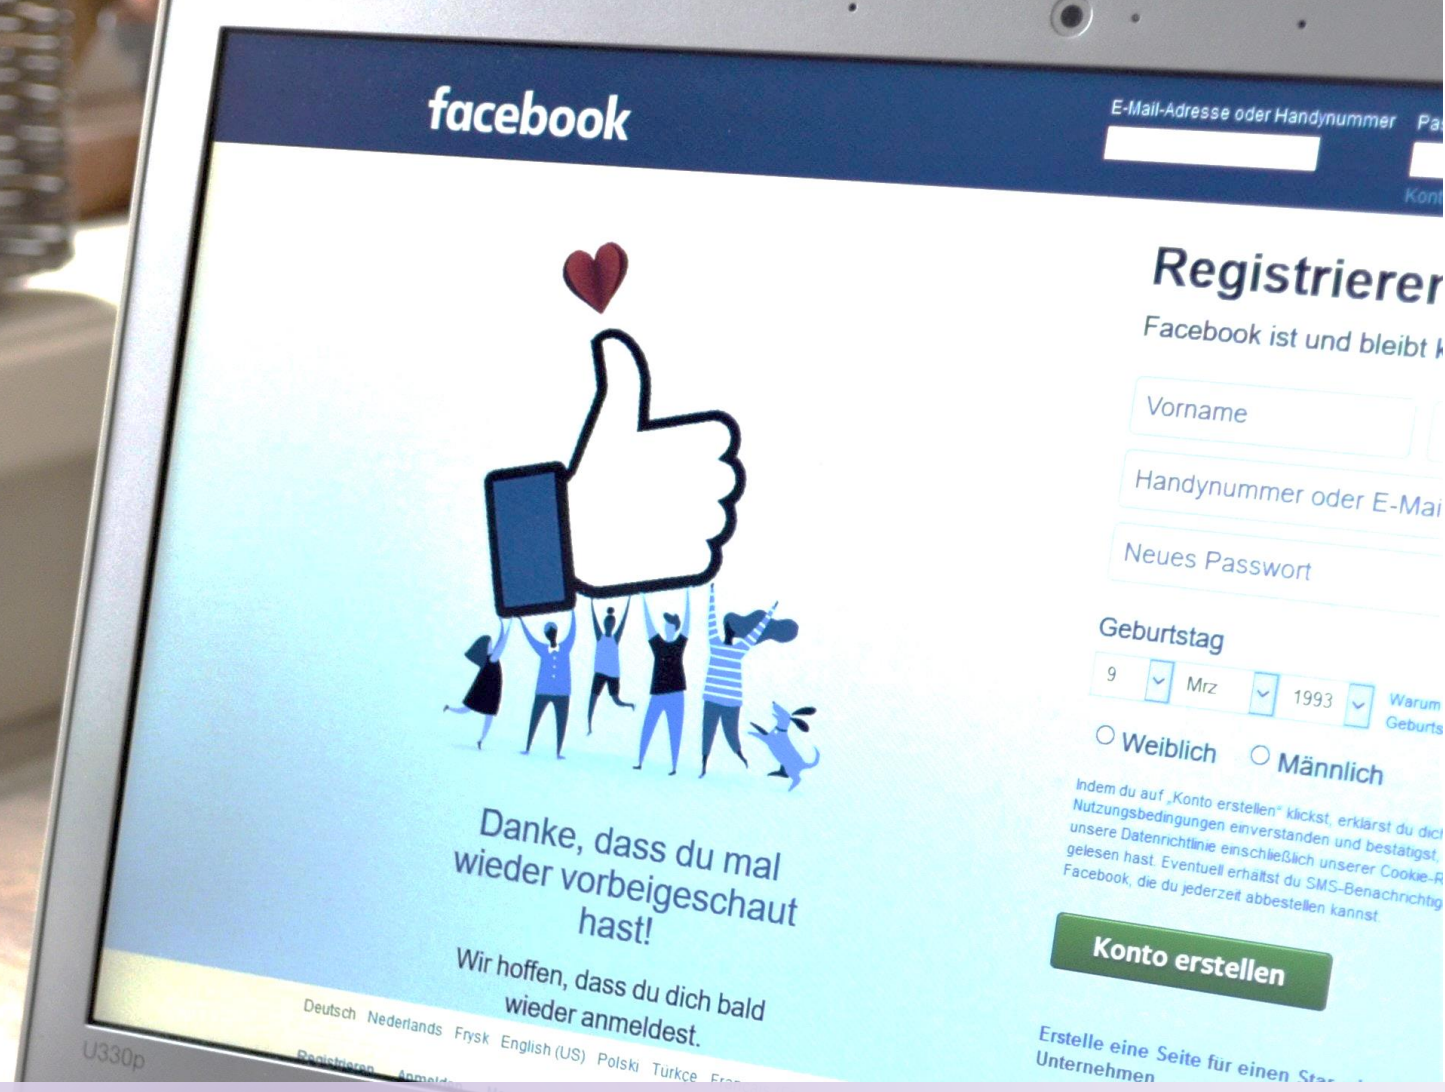 facebook
E-Mail-Adresse oder Handynummer
Registrieren
Facebook ist und bleibt
Vorname
Handynummer oder E-Mai
Neues Passwort
Geburtstag
9 Mrz 1993 Warum
Geburts
Weiblich Männlich
Indem du auf „Konto erstellen“ klickst, erklärst du dich
Nutzungsbedingungen einverstanden und bestätigst,
unsere Datenrichtlinie einschließlich unserer Cookie-R
gelesen hast. Eventuell erhältst du SMS-Benachrichtig
Facebook, die du jederzeit abbestellen kannst.
Konto erstellen
Erstelle eine Seite für einen Star
Unternehmen
Danke, dass du mal
wieder vorbeigeschaut
hast!
Wir hoffen, dass du dich bald
wieder anmeldest.
Deutsch Nederlands Frysk English (US) Polski Türkçe
Registrieren
U330p